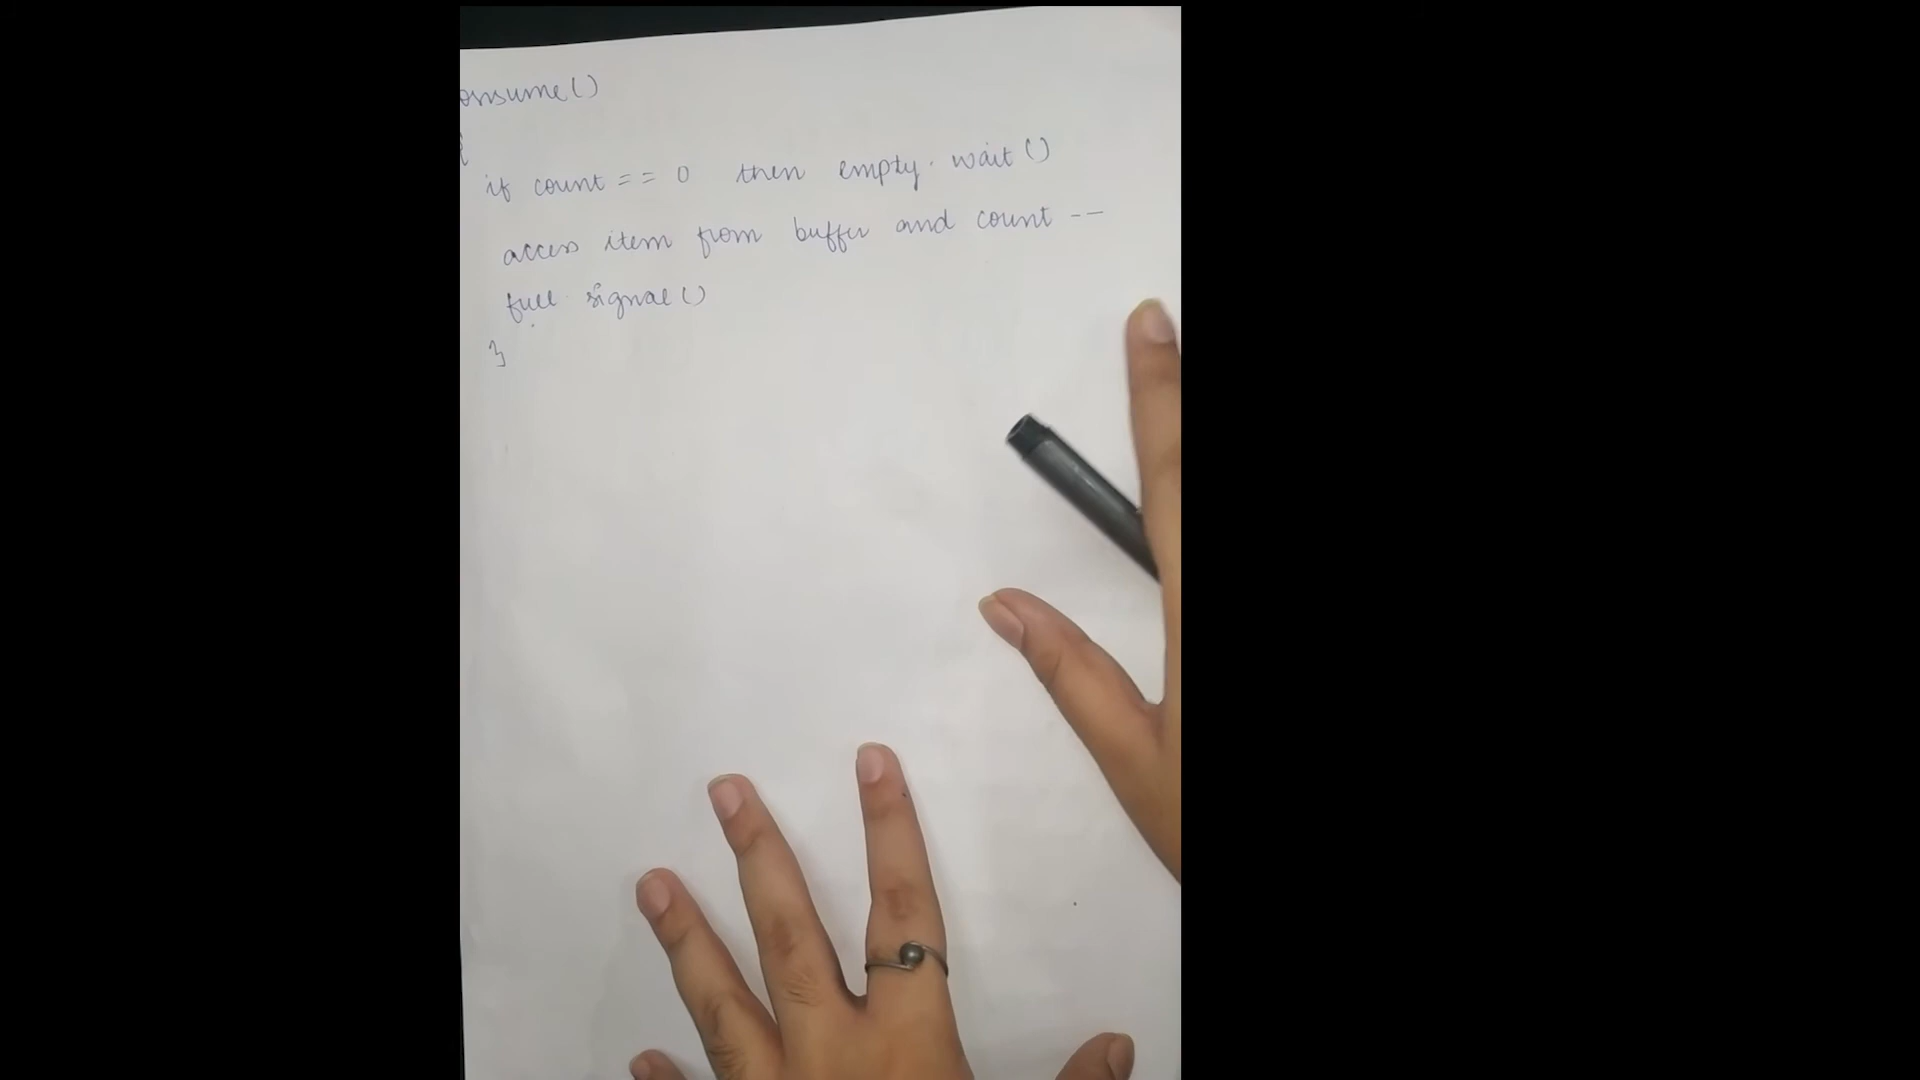 onsume()
{
if count == 0 then empty. wait()
access item from buffer and count --
full. signal()
}